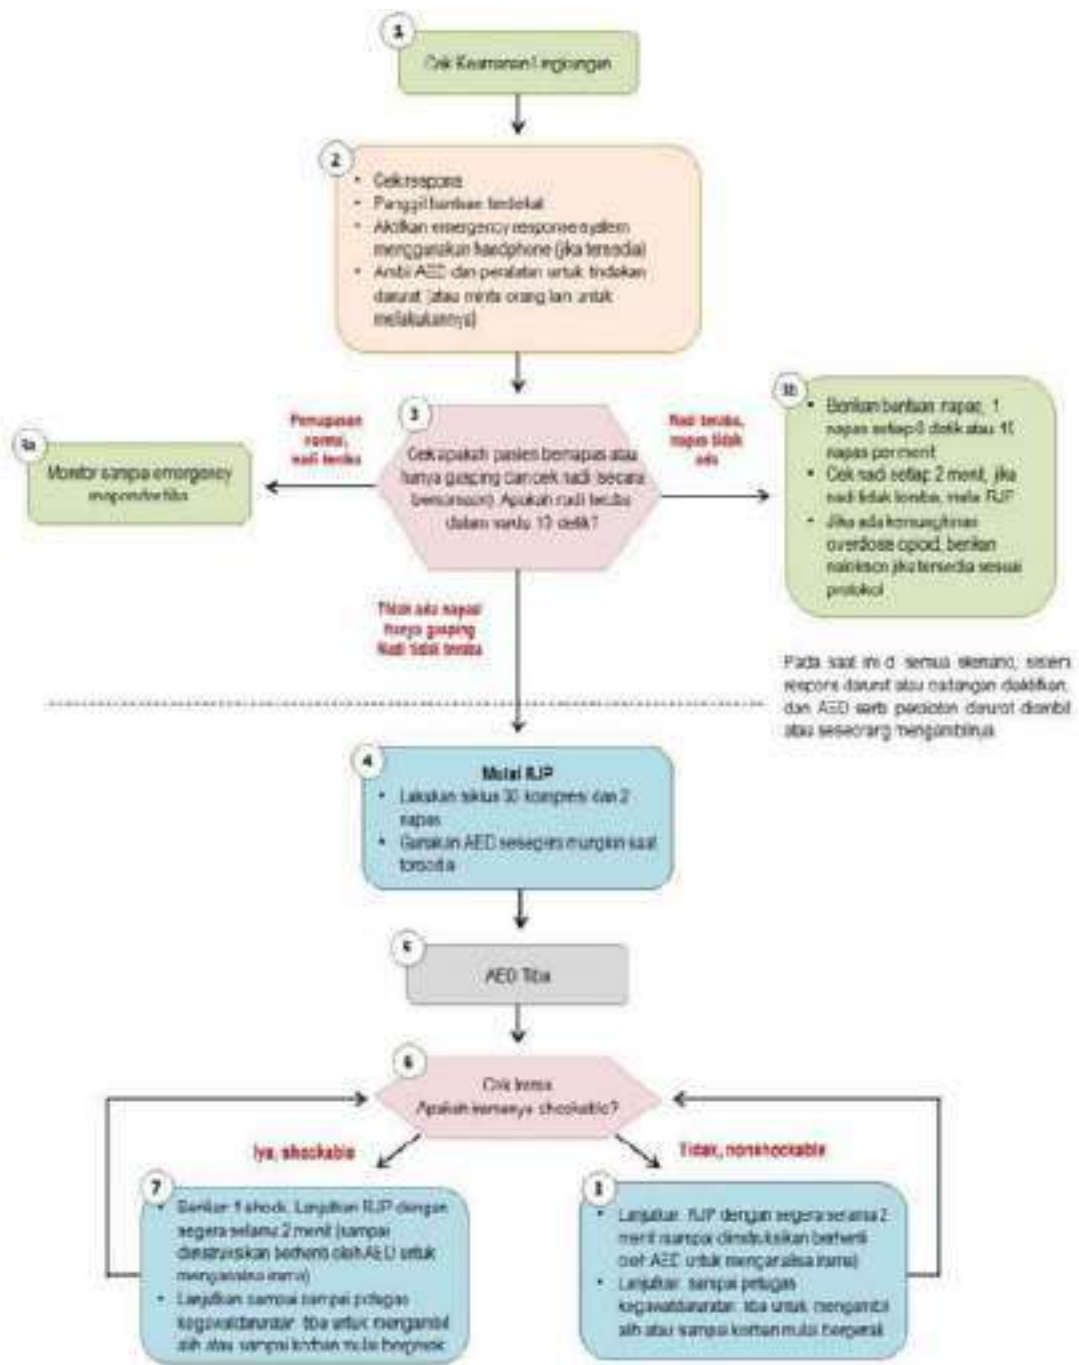 1
Cek Keamanan Lingkungan
2
• Cek respons
• Panggil bantuan terdekat
• Aktifkan emergency response system
menggunakan handphone (jika tersedia)
• Ambil AED dan peralatan untuk tindakan
darurat (atau minta orang lain untuk
melakukannya)
3
Cek apakah pasien bernapas atau
hanya gasping dan cek nadi (secara
bersamaan). Apakah nadi teraba
dalam waktu 10 detik?
Pernapasan
normal,
nadi teraba
3a
Monitor sampai emergency
responder tiba
Nadi teraba,
napas tidak
ada
3b
• Berikan bantuan napas, 1
napas setiap 6 detik atau 10
napas per menit
• Cek nadi setiap 2 menit, jika
nadi tidak teraba, mulai RJP
• Jika ada kemungkinan
overdose opioid, berikan
nalokson jika tersedia sesuai
protokol
Tidak ada napas/
hanya gasping
Nadi tidak teraba
Pada saat ini di semua skenario, sistem
respons darurat atau cadangan diaktifkan,
dan AED serta peralatan darurat diambil
atau seseorang mengambilnya
4
Mulai RJP
• Lakukan siklus 30 kompresi dan 2
napas
• Gunakan AED sesegera mungkin saat
tersedia
5
AED Tiba
6
Cek Irama
Apakah iramanya shockable?
Iya, shockable
Tidak, nonshockable
7
• Berikan 1 shock. Lanjutkan RJP dengan
segera selama 2 menit (sampai
diinstruksikan berhenti oleh AED untuk
menganalisa irama)
• Lanjutkan sampai sampai petugas
kegawatdaruratan tiba untuk mengambil
alih atau sampai korban mulai bergerak
8
• Lanjutkan RJP dengan segera selama 2
menit (sampai diinstruksikan berhenti
oleh AED untuk menganalisa irama)
• Lanjutkan sampai petugas
kegawatdaruratan tiba untuk mengambil
alih atau sampai korban mulai bergerak